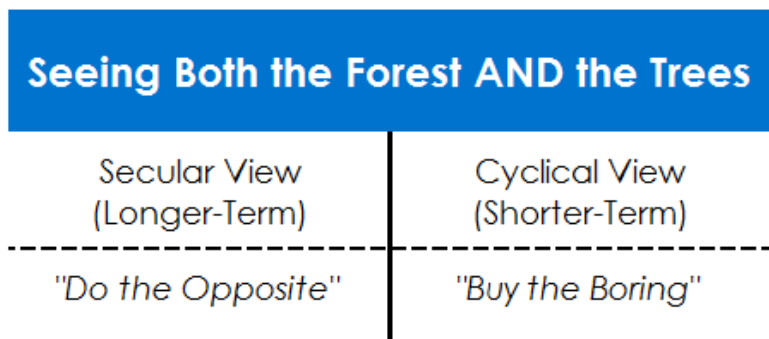 Seeing Both the Forest AND the Trees
Secular View
(Longer-Term)
Cyclical View
(Shorter-Term)
"Do the Opposite"
"Buy the Boring"